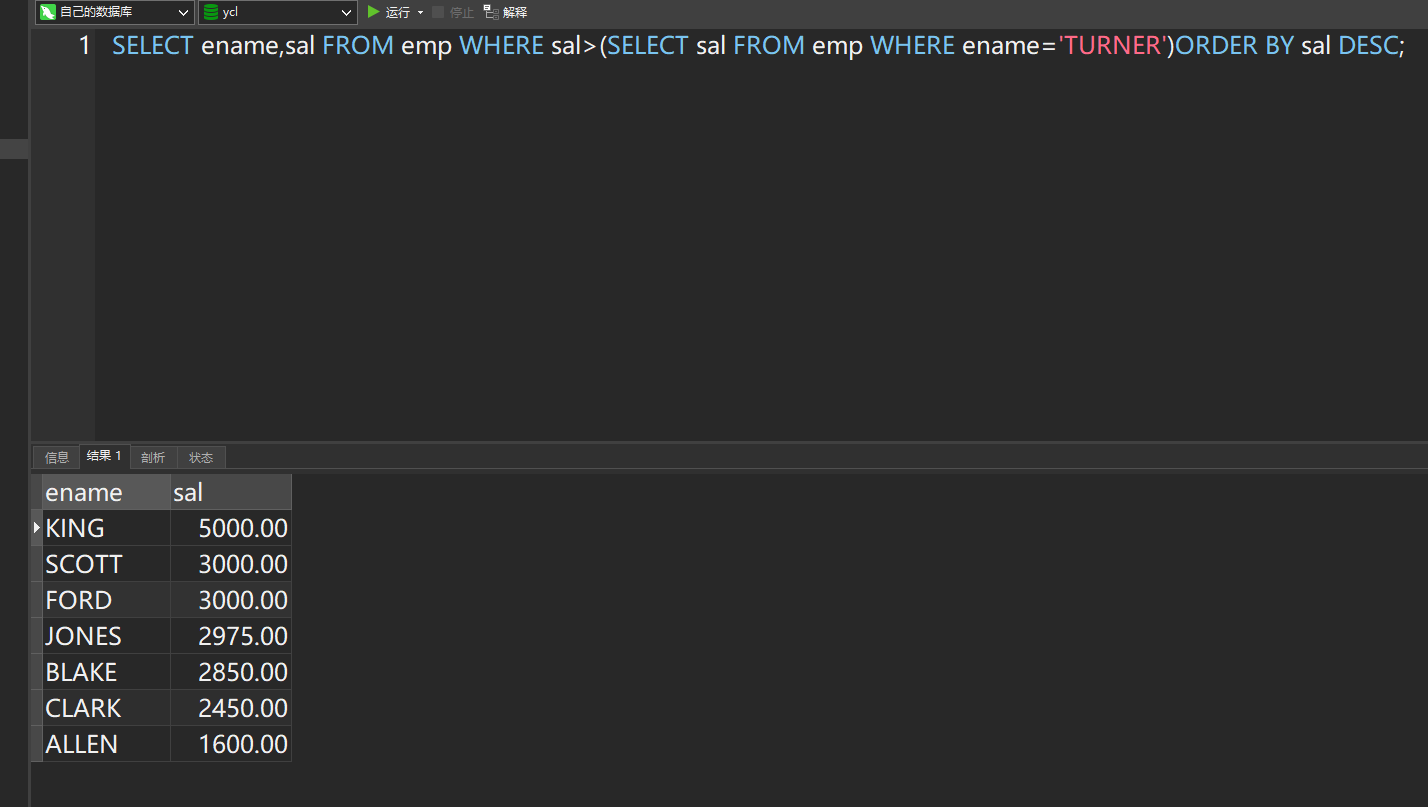 自己的数据库 ycl 运行 停止 解释
1 SELECT ename,sal FROM emp WHERE sal>(SELECT sal FROM emp WHERE ename='TURNER')ORDER BY sal DESC;
信息 结果 1 剖析 状态
ename sal
KING 5000.00
SCOTT 3000.00
FORD 3000.00
JONES 2975.00
BLAKE 2850.00
CLARK 2450.00
ALLEN 1600.00